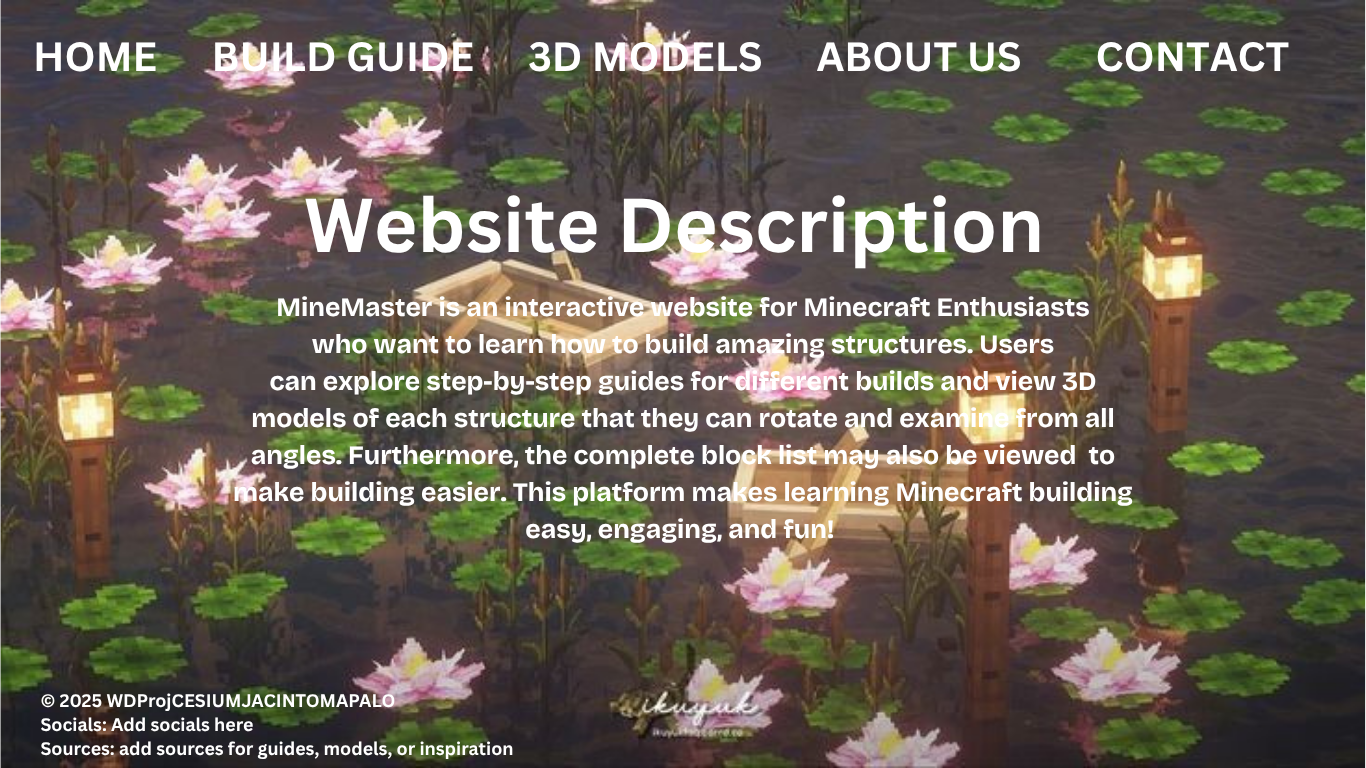 HOME BUILD GUIDE 3D MODELS ABOUT US CONTACT
Website Description
MineMaster is an interactive website for Minecraft Enthusiasts
who want to learn how to build amazing structures. Users
can explore step-by-step guides for different builds and view 3D
models of each structure that they can rotate and examine from all
angles. Furthermore, the complete block list may also be viewed  to
make building easier. This platform makes learning Minecraft building
easy, engaging, and fun!
© 2025 WDProjCESIUMJACINTOMAPALO
Socials: Add socials here
Sources: add sources for guides, models, or inspiration
ikuyuk